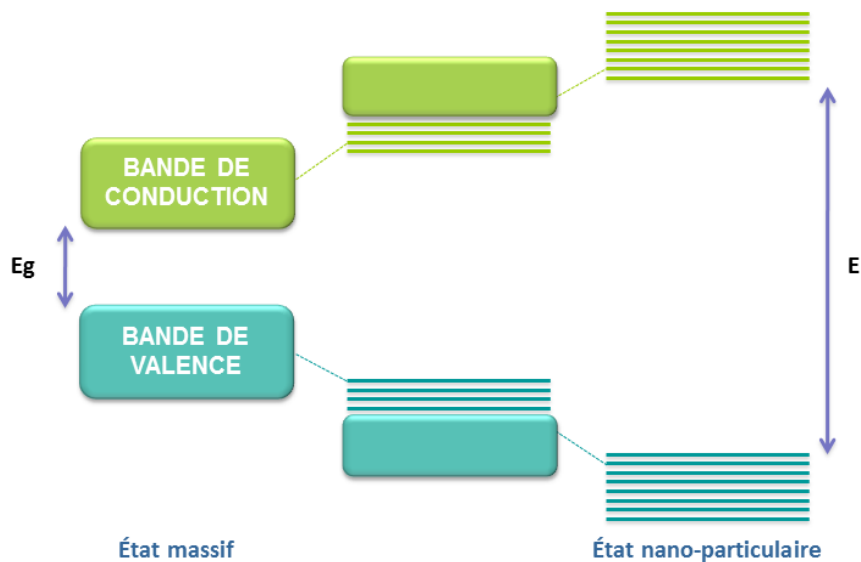 BANDE DE
CONDUCTION
Eg
E
BANDE DE
VALENCE
État massif
État nano-particulaire